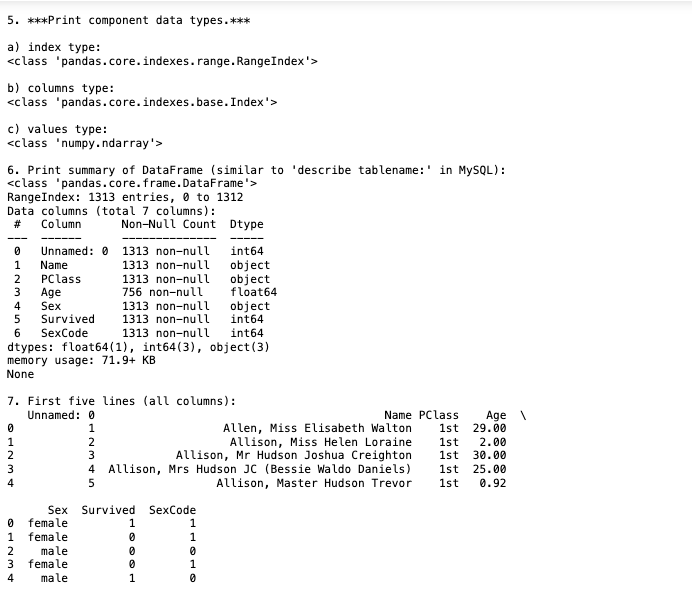 5. ***Print component data types.***
a) index type:
<class 'pandas.core.indexes.range.RangeIndex'>
b) columns type:
<class 'pandas.core.indexes.base.Index'>
c) values type:
<class 'numpy.ndarray'>
6. Print summary of DataFrame (similar to 'describe tablename:' in MySQL):
<class 'pandas.core.frame.DataFrame'>
RangeIndex: 1313 entries, 0 to 1312
Data columns (total 7 columns):
 #   Column      Non-Null Count  Dtype
---  ------      --------------  -----
 0   Unnamed: 0  1313 non-null   int64
 1   Name        1313 non-null   object
 2   PClass      1313 non-null   object
 3   Age         756 non-null    float64
 4   Sex         1313 non-null   object
 5   Survived    1313 non-null   int64
 6   SexCode     1313 non-null   int64
dtypes: float64(1), int64(3), object(3)
memory usage: 71.9+ KB
None
7. First five lines (all columns):
   Unnamed: 0                                           Name PClass    Age  \
0           1                   Allen, Miss Elisabeth Walton    1st  29.00
1           2                    Allison, Miss Helen Loraine    1st   2.00
2           3            Allison, Mr Hudson Joshua Creighton    1st  30.00
3           4  Allison, Mrs Hudson JC (Bessie Waldo Daniels)    1st  25.00
4           5                  Allison, Master Hudson Trevor    1st   0.92
      Sex  Survived  SexCode
0  female         1        1
1  female         0        1
2    male         0        0
3  female         0        1
4    male         1        0